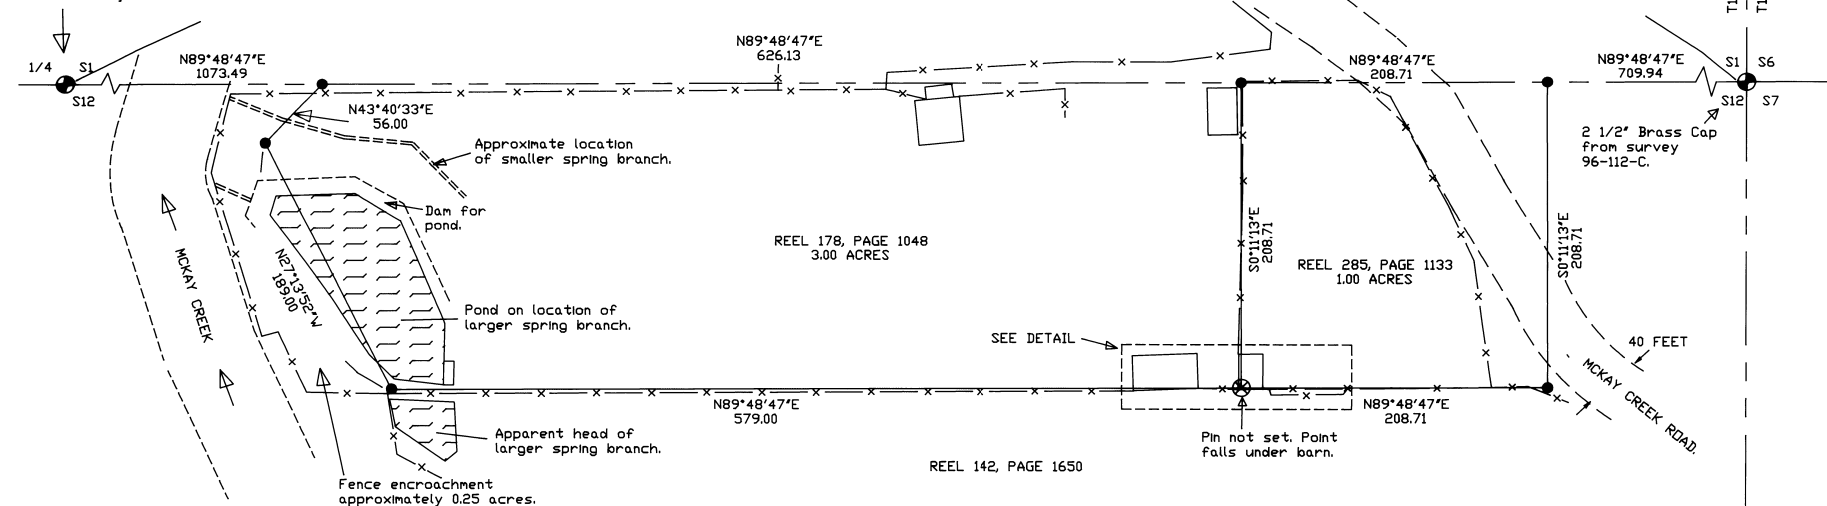 T1
T1
N89°48'47"E
626.13
1/4
S1
S12
N89°48'47"E
1073.49
N89°48'47"E
208.71
N89°48'47"E
709.94
S1
S6
S12
S7
N43°40'33"E
56.00
2 1/2" Brass Cap
from survey
96-112-C.
Approximate location
of smaller spring branch.
Dam for
pond.
MCKAY CREEK
N27°13'52"W
189.00
REEL 178, PAGE 1048
3.00 ACRES
S0°11'13"E
208.71
REEL 285, PAGE 1133
1.00 ACRES
S0°11'13"E
208.71
Pond on location of
larger spring branch.
SEE DETAIL
40 FEET
MCKAY CREEK ROAD.
N89°48'47"E
579.00
N89°48'47"E
208.71
Apparent head of
larger spring branch.
Pin not set. Point
falls under barn.
REEL 142, PAGE 1650
Fence encroachment
approximately 0.25 acres.